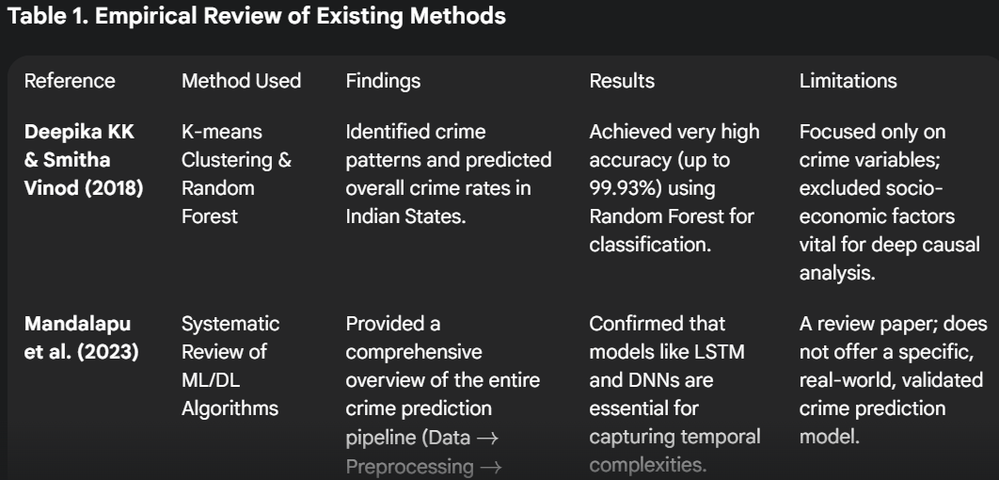 Table 1. Empirical Review of Existing Methods
Reference Method Used Findings Results Limitations
Deepika KK
& Smitha
Vinod (2018)
K-means
Clustering &
Random
Forest
Identified crime
patterns and predicted
overall crime rates in
Indian States.
Achieved very high
accuracy (up to
99.93%) using
Random Forest for
classification.
Focused only on
crime variables;
excluded socio-
economic factors
vital for deep causal
analysis.
Mandalapu
et al. (2023)
Systematic
Review of
ML/DL
Algorithms
Provided a
comprehensive
overview of the entire
crime prediction
pipeline (Data →
Preprocessing →
Confirmed that
models like LSTM
and DNNs are
essential for
capturing temporal
complexities.
A review paper; does
not offer a specific,
real-world, validated
crime prediction
model.